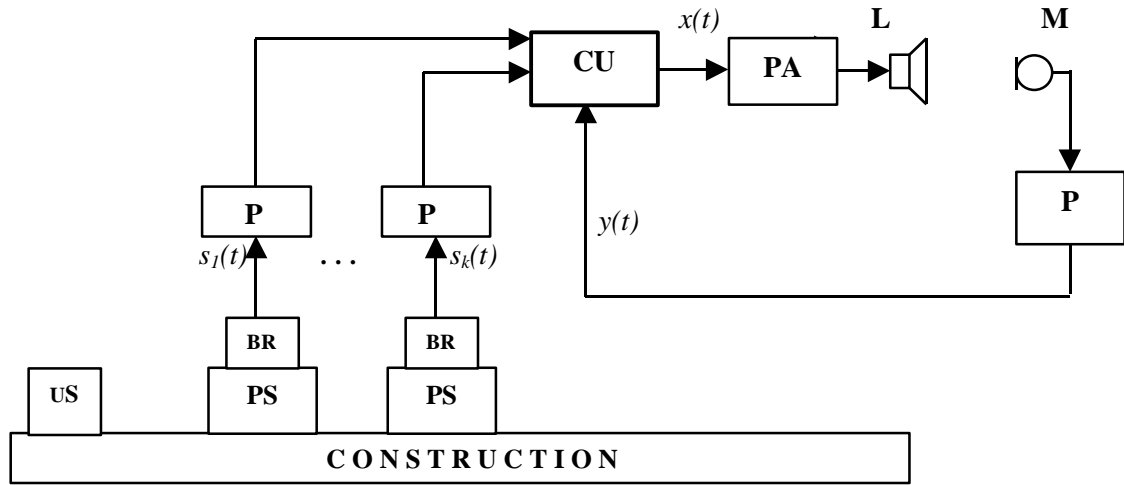 x(t) L M
CU PA
P P P
y(t)
s1(t) ... sk(t)
BR BR
US PS PS
CONSTRUCTION